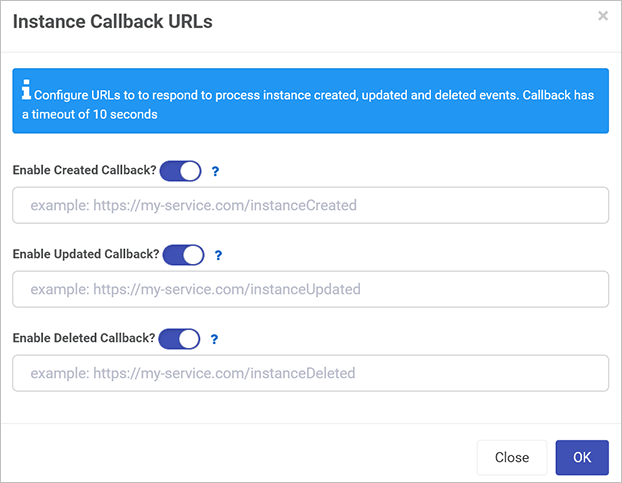 Instance Callback URLs
×
Configure URLs to to respond to process instance created, updated and deleted events. Callback has
a timeout of 10 seconds
Enable Created Callback? ?
example: https://my-service.com/instanceCreated
Enable Updated Callback? ?
example: https://my-service.com/instanceUpdated
Enable Deleted Callback? ?
example: https://my-service.com/instanceDeleted
Close OK